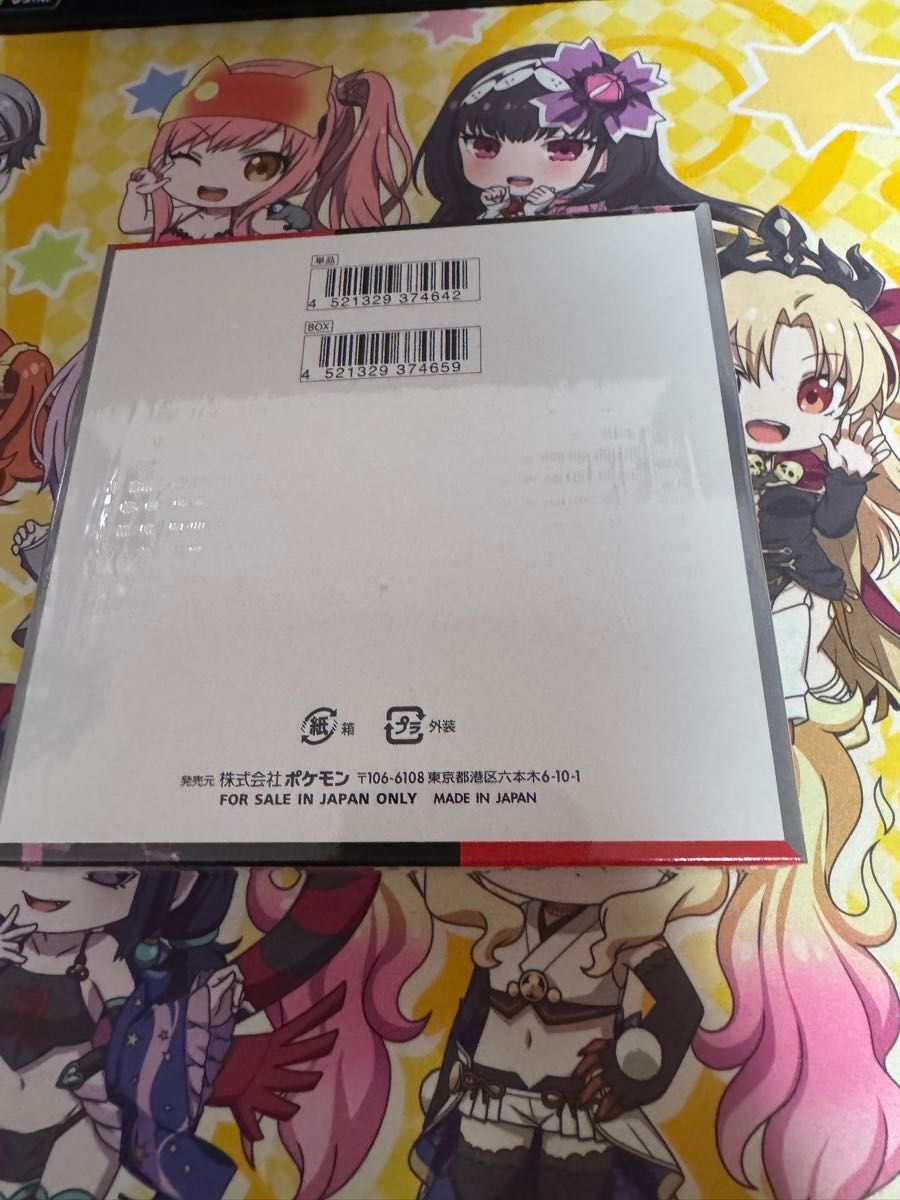 4 521329 374642
BOX
4 521329 374659
紙 箱
プラ 外装
発売元 株式会社ポケモン 〒106-6108 東京都港区六本木6-10-1
FOR SALE IN JAPAN ONLY MADE IN JAPAN